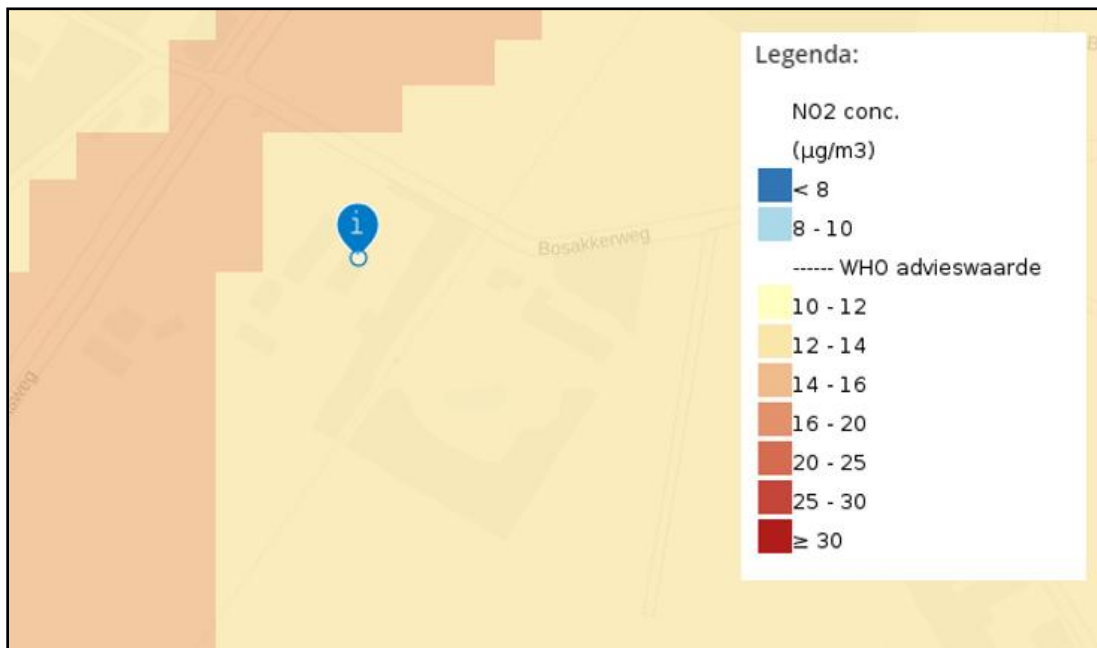 Legenda:
NO2 conc.
(µg/m3)
< 8
8 - 10
------ WHO advieswaarde
10 - 12
12 - 14
14 - 16
16 - 20
20 - 25
25 - 30
≥ 30
i
Bosakkerweg